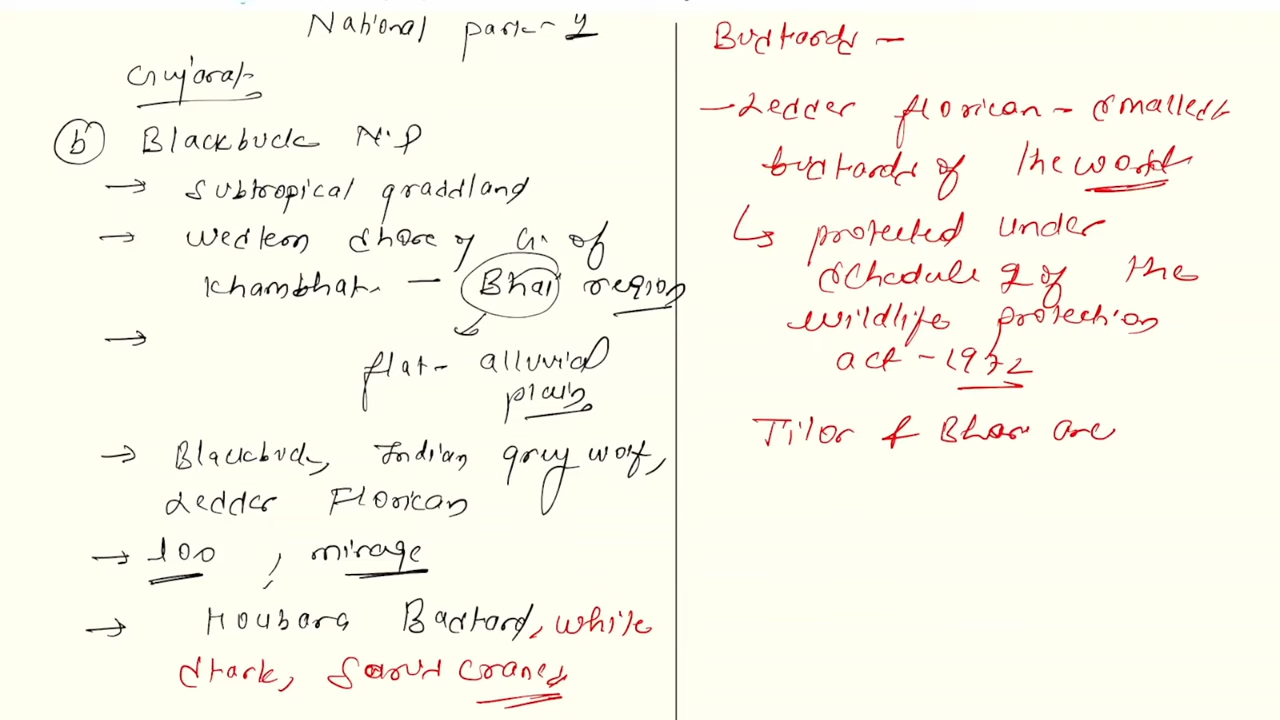 National park - 4
Gujarat
(b) Blackbuck N.P
→ Subtropical grassland
→ Western shore of G. of
Khambhat - Bhal region
→
flat - alluvial
plain
→ Blackbuck, Indian grey wolf,
Lesser Florican
→ 100 , mirage
→ Houbara Bustard, white
stork, Sarus cranes
Bustards -
- Lesser florican - smallest
bustards of the world
↳ protected under
Schedule of the
wildlife protection
act - 1972
Tilor & Bhar are